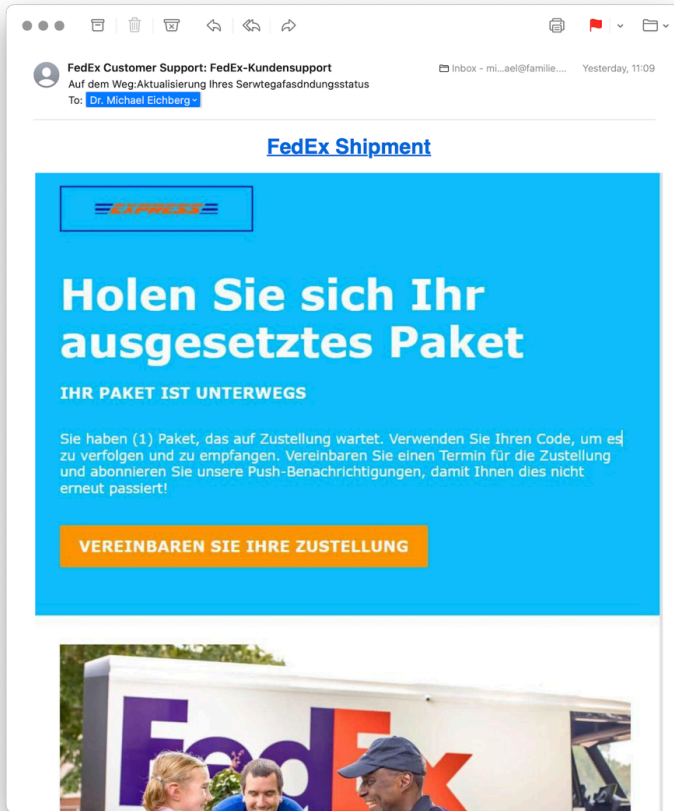 FedEx Customer Support: FedEx-Kundensupport
Inbox - mi...ael@familie....
Yesterday, 11:09
Auf dem Weg:Aktualisierung Ihres Serwtegafasdndungsstatus
To: Dr. Michael Eichberg
FedEx Shipment
EXPRESS
Holen Sie sich Ihr
ausgesetztes Paket
IHR PAKET IST UNTERWEGS
Sie haben (1) Paket, das auf Zustellung wartet. Verwenden Sie Ihren Code, um es
zu verfolgen und zu empfangen. Vereinbaren Sie einen Termin für die Zustellung
und abonnieren Sie unsere Push-Benachrichtigungen, damit Ihnen dies nicht
erneut passiert!
VEREINBAREN SIE IHRE ZUSTELLUNG
FedEx